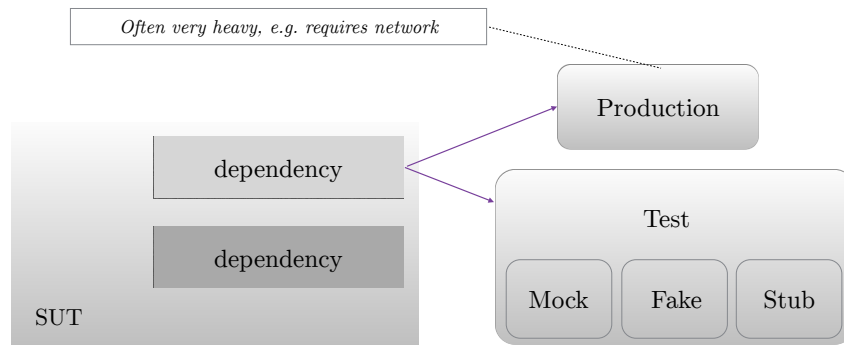 Often very heavy, e.g. requires network
Production
dependency
Test
dependency
Mock Fake Stub
SUT